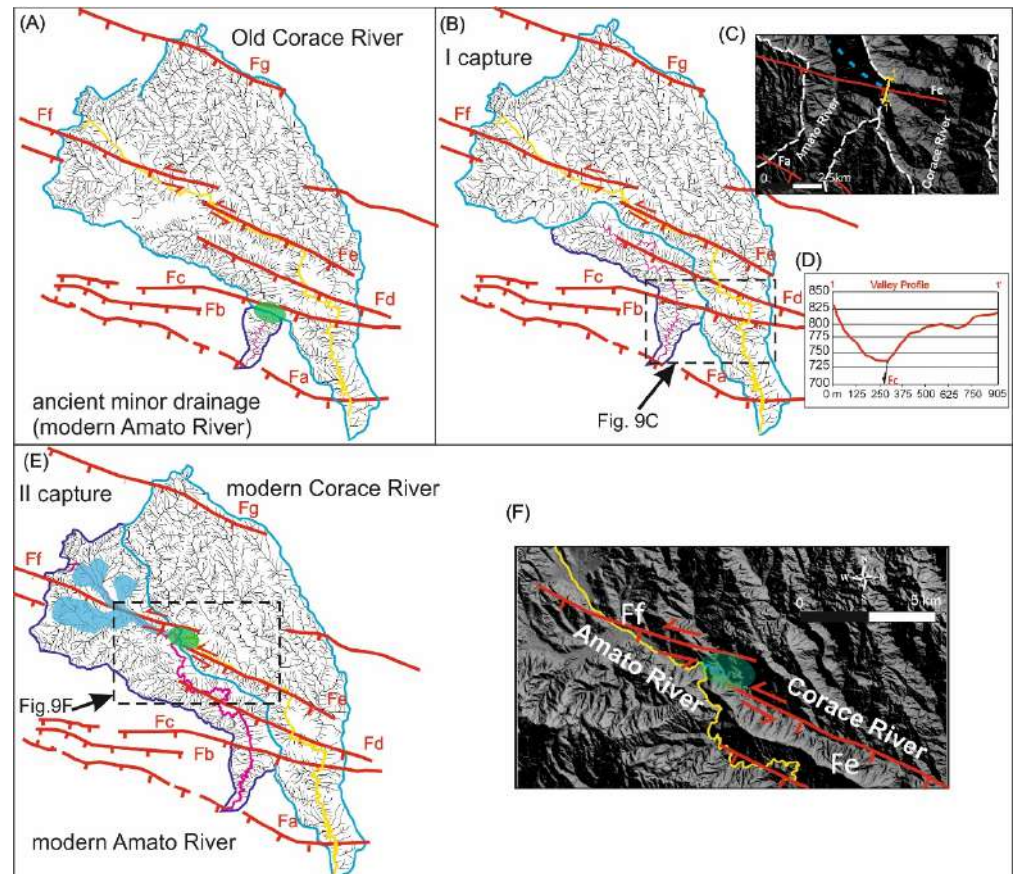 (A)
Old Corace River
Fg
Ff
Fe
Fc
Fd
Fb
Fa
ancient minor drainage
(modern Amato River)
(B)
I capture
Fg
Ff
Fe
Fc
Fd
Fb
Fa
Fig. 9C
(C)
Fc
Amato River
Corace River
Fa
0
2.5km
(D)
1
Valley Profile
1'
850
825
800
775
750
725
700
Fc
0 m 125 250 375 500 625 750 905
(E)
II capture
modern Corace River
Fg
Ff
Fig.9F
Fe
Fc
Fd
Fb
Fa
modern Amato River
(F)
N
W
0
5 km
Ff
Amato River
Corace River
Fe